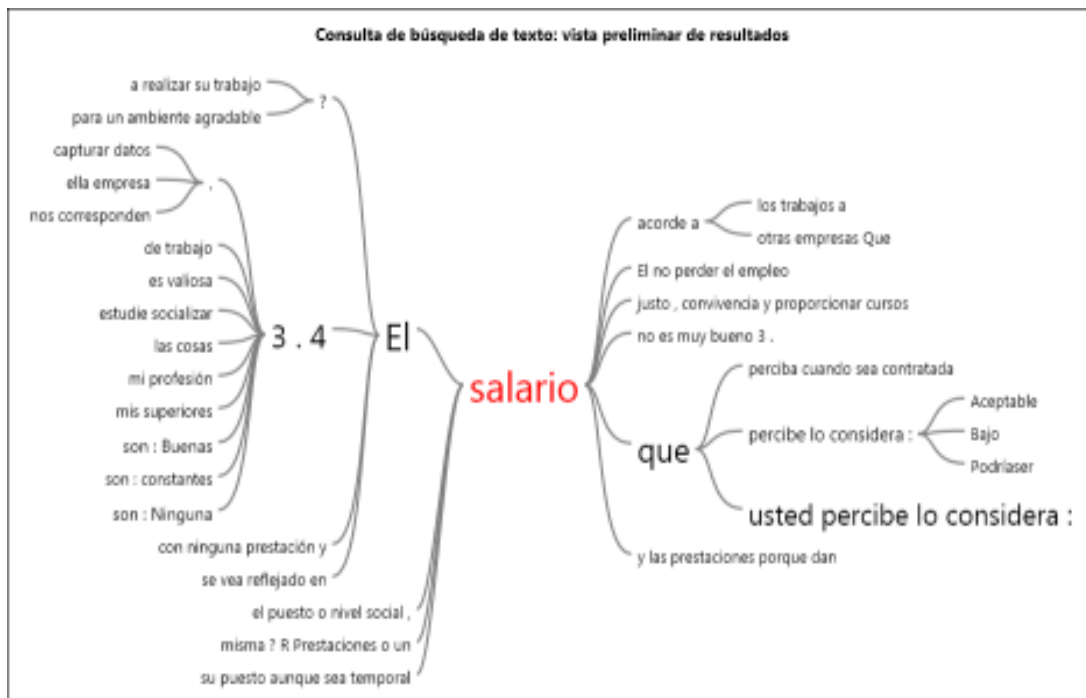 Consulta de búsqueda de texto: vista preliminar de resultados
a realizar su trabajo
para un ambiente agradable
?
capturar datos
ella empresa
nos corresponden
,
de trabajo
es valiosa
estudie socializar
las cosas
mi profesión
mis superiores
son : Buenas
son : constantes
son : Ninguna
3 . 4
con ninguna prestación y
se vea reflejado en
El
el puesto o nivel social ,
misma ? R Prestaciones o un
su puesto aunque sea temporal
salario
acorde a
los trabajos a
otras empresas Que
El no perder el empleo
justo , convivencia y proporcionar cursos
no es muy bueno 3 .
que
perciba cuando sea contratada
percibe lo considera :
Aceptable
Bajo
Podríaser
usted percibe lo considera :
y las prestaciones porque dan